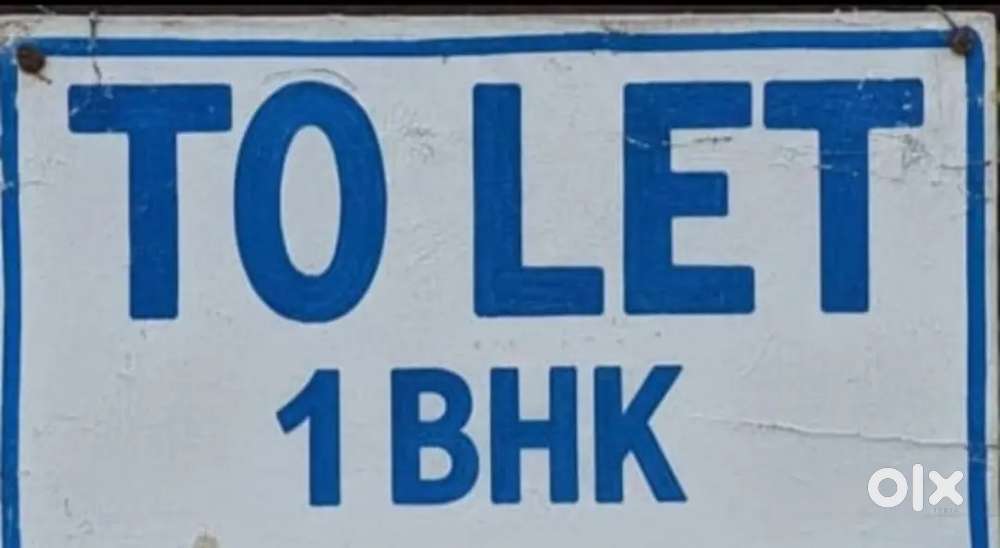 TO LET
1 BHK
olx